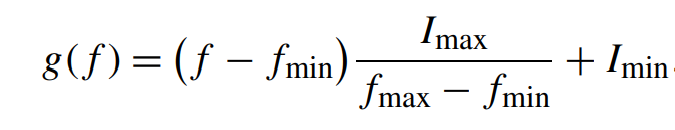 g(f) = (f − f_min) I_max / (f_max − f_min) + I_min.